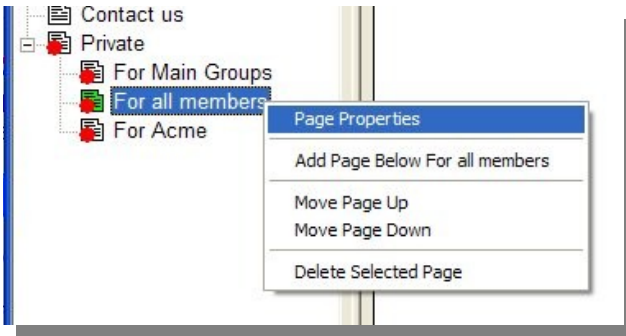 Contact us
Private
For Main Groups
For all members
For Acme
Page Properties
Add Page Below For all members
Move Page Up
Move Page Down
Delete Selected Page